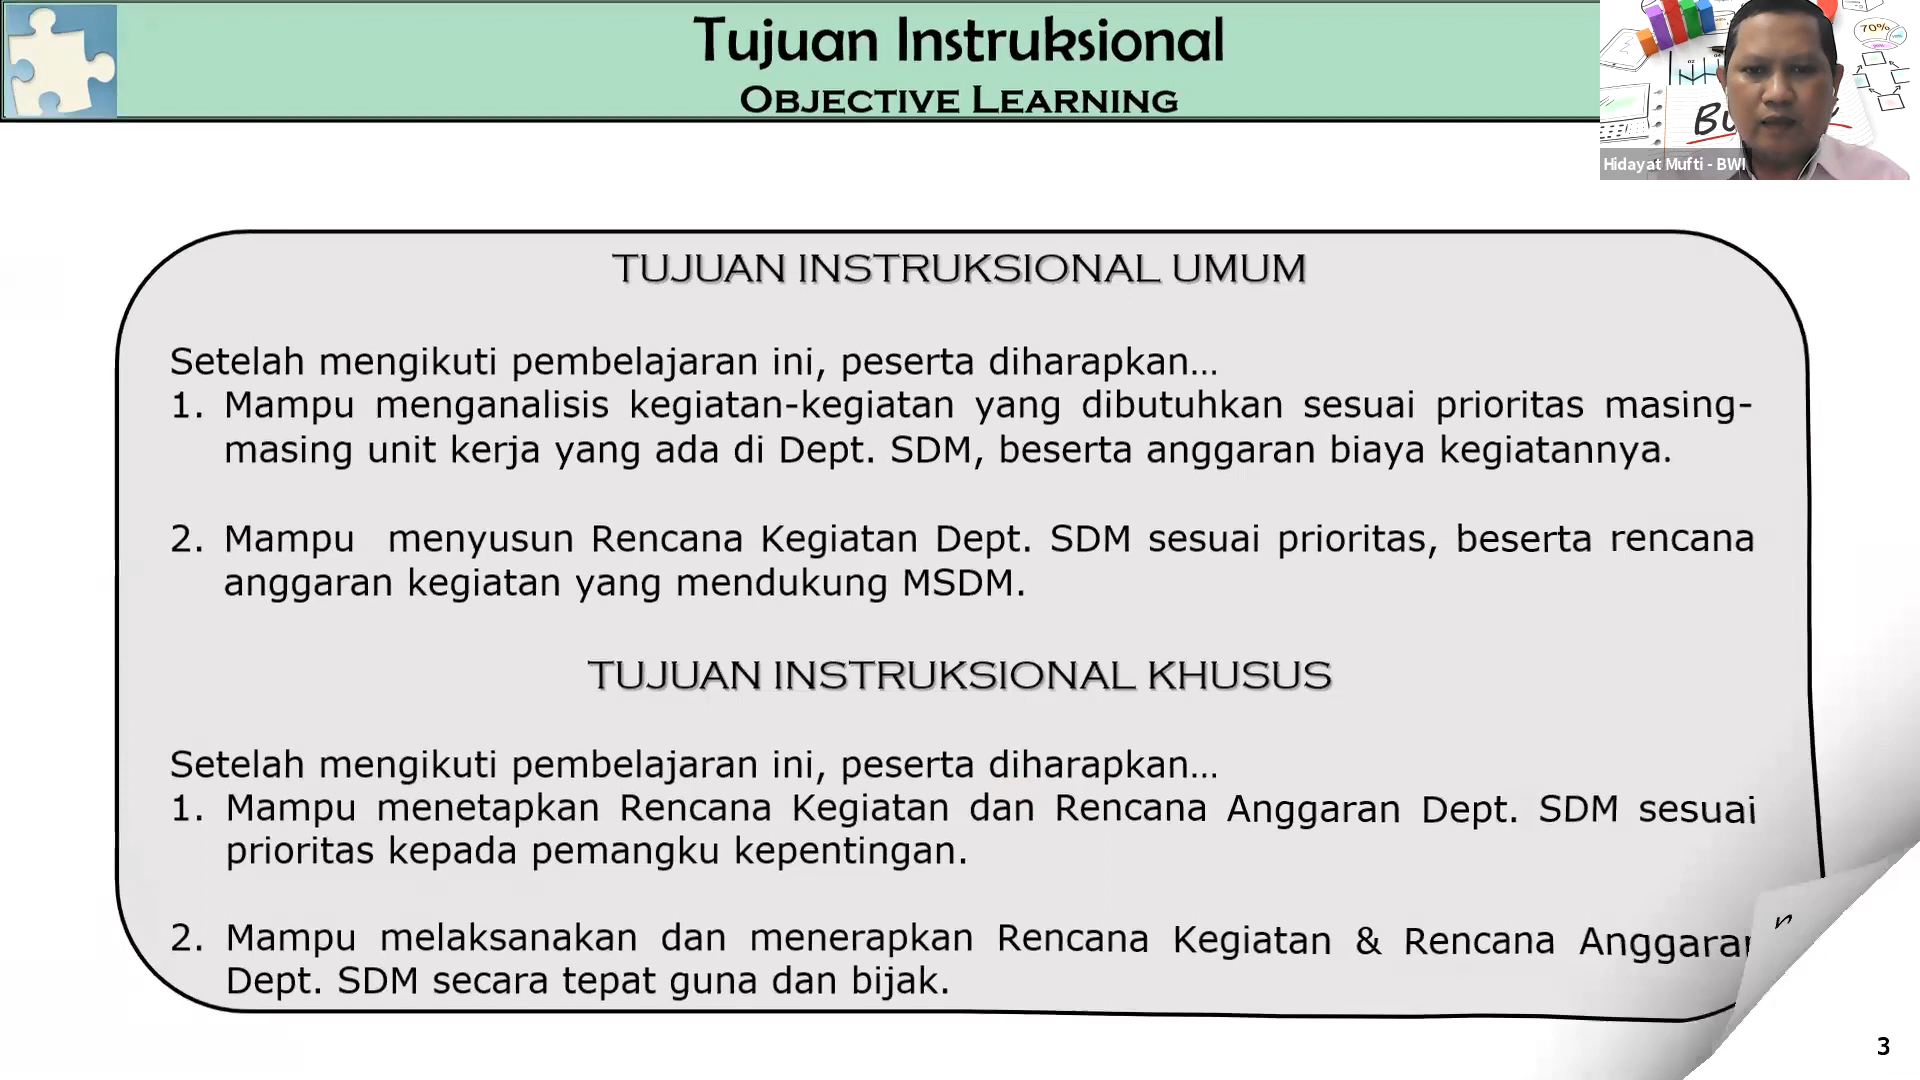 Tujuan Instruksional
OBJECTIVE LEARNING
70%
Hidayat Mufti - BWI
TUJUAN INSTRUKSIONAL UMUM
Setelah mengikuti pembelajaran ini, peserta diharapkan...
1. Mampu menganalisis kegiatan-kegiatan yang dibutuhkan sesuai prioritas masing-
masing unit kerja yang ada di Dept. SDM, beserta anggaran biaya kegiatannya.
2. Mampu menyusun Rencana Kegiatan Dept. SDM sesuai prioritas, beserta rencana
anggaran kegiatan yang mendukung MSDM.
TUJUAN INSTRUKSIONAL KHUSUS
Setelah mengikuti pembelajaran ini, peserta diharapkan...
1. Mampu menetapkan Rencana Kegiatan dan Rencana Anggaran Dept. SDM sesuai
prioritas kepada pemangku kepentingan.
2. Mampu melaksanakan dan menerapkan Rencana Kegiatan & Rencana Anggaran
Dept. SDM secara tepat guna dan bijak.
3